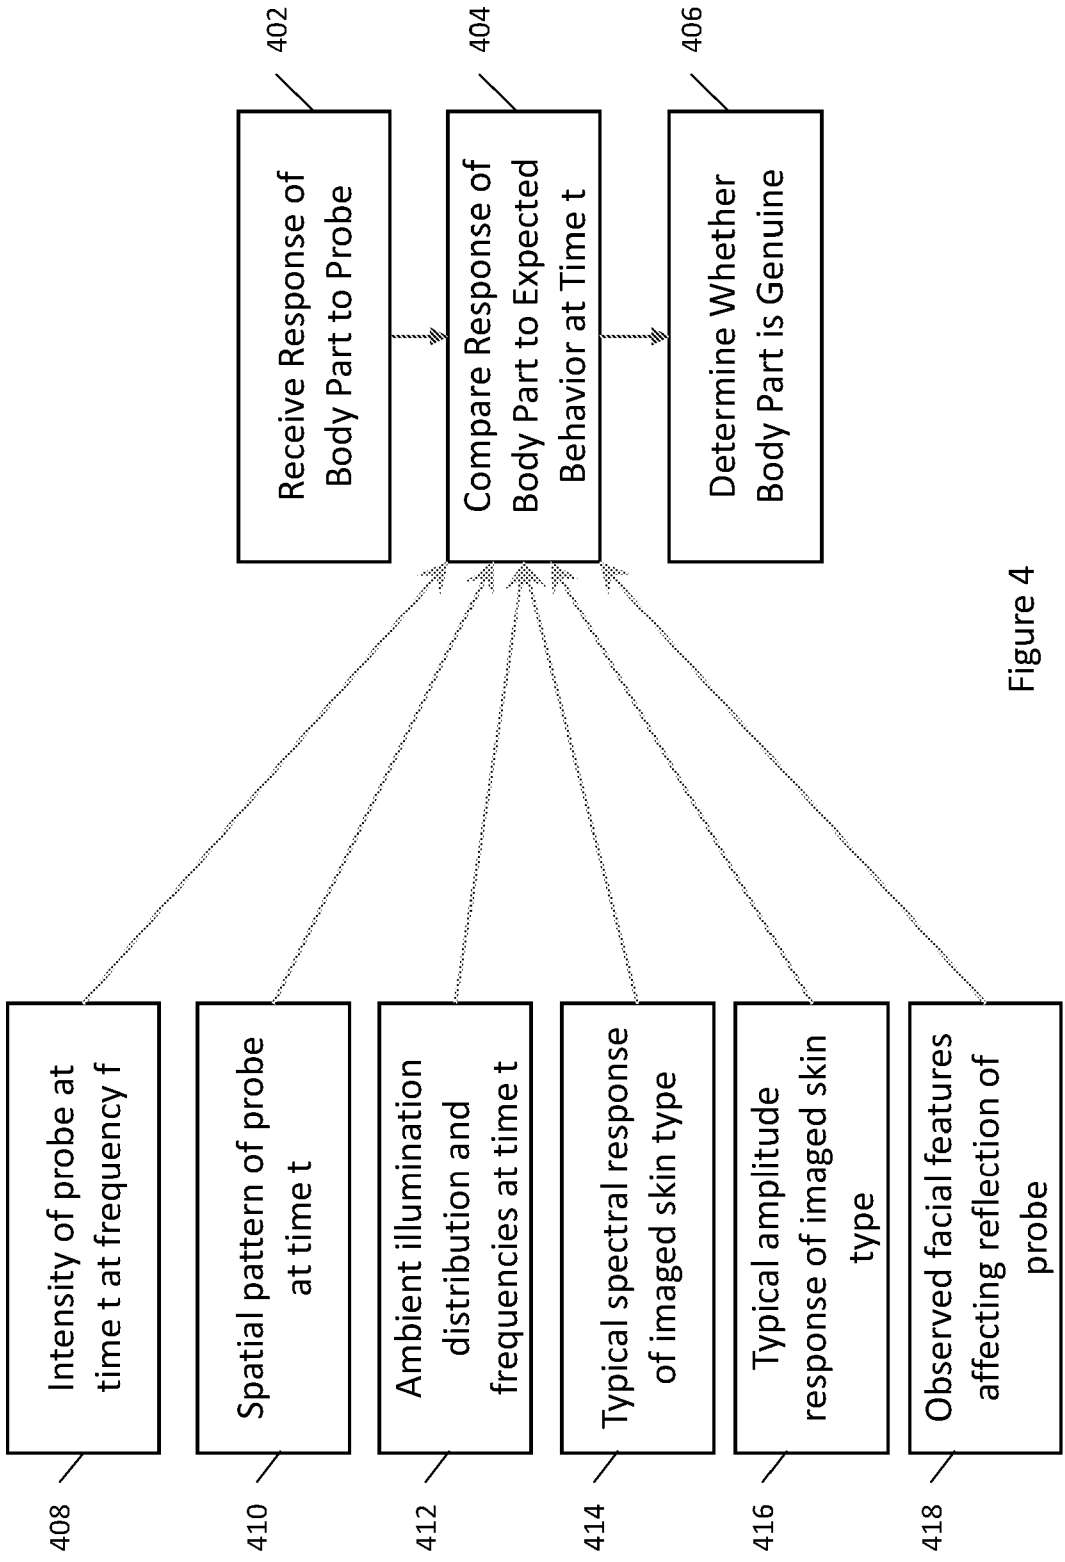 408
Intensity of probe at
time t at frequency f
410
Spatial pattern of probe
at time t
412
Ambient illumination
distribution and
frequencies at time t
414
Typical spectral response
of imaged skin type
416
Typical amplitude
response of imaged skin
type
418
Observed facial features
affecting reflection of
probe
402
Receive Response of
Body Part to Probe
404
Compare Response of
Body Part to Expected
Behavior at Time t
406
Determine Whether
Body Part is Genuine
Figure 4